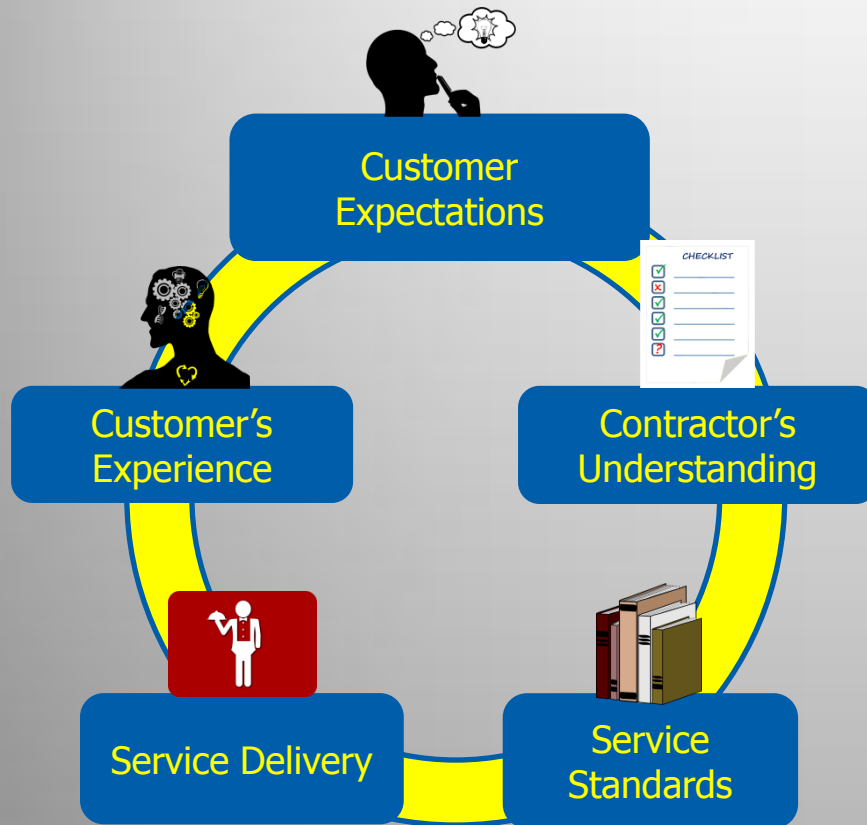 Customer
Expectations
CHECKLIST
?
Contractor’s
Understanding
Service
Standards
Service Delivery
Customer’s
Experience